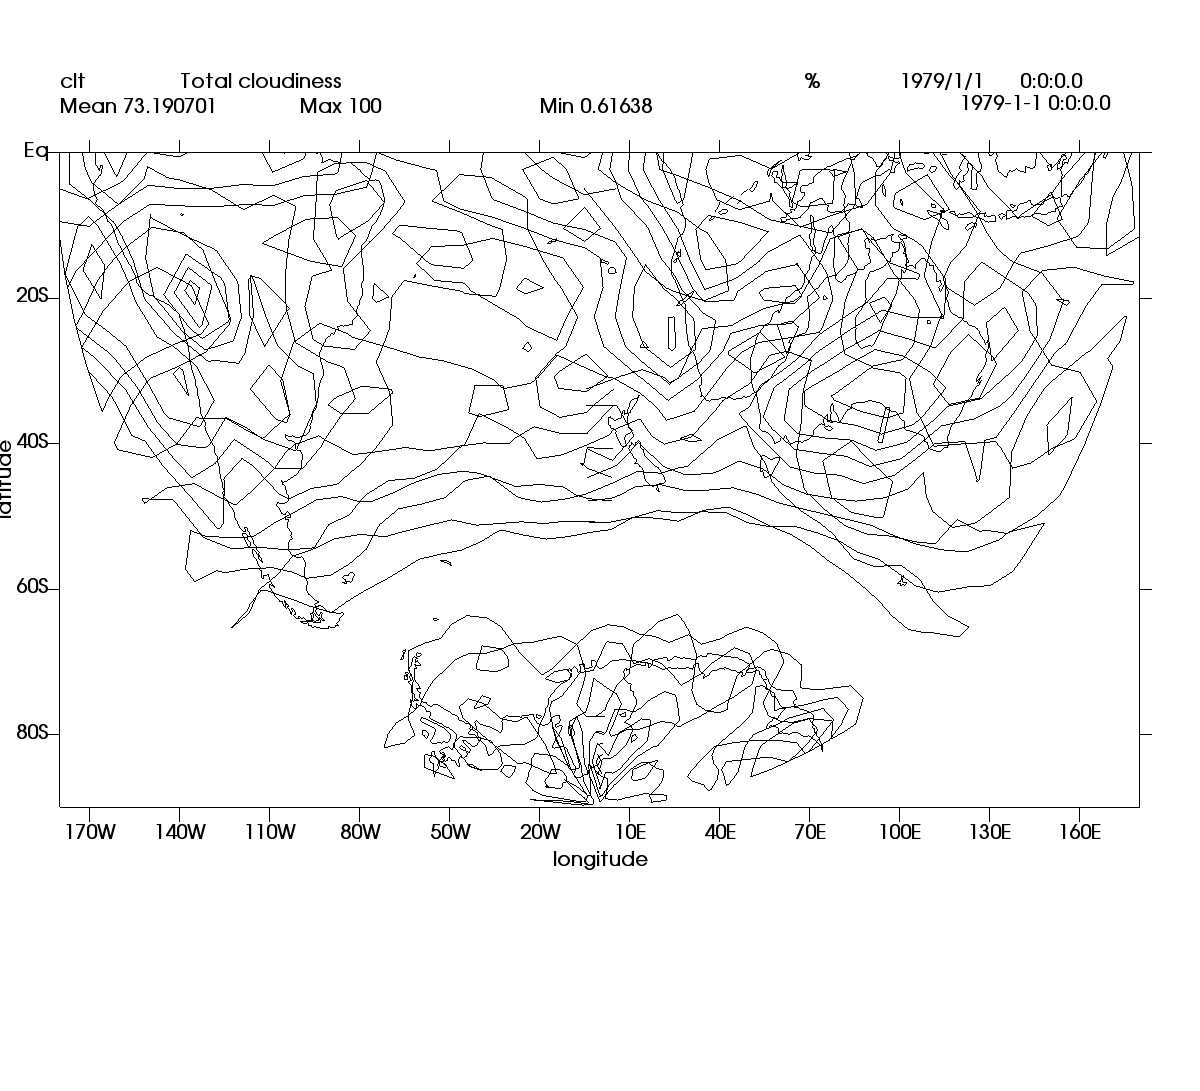 clt Total cloudiness % 1979/1/1 0:0:0.0
Mean 73.190701 Max 100 Min 0.61638 1979-1-1 0:0:0.0
Eq
20S
40S
latitude
60S
80S
170W 140W 110W 80W 50W 20W 10E 40E 70E 100E 130E 160E
longitude